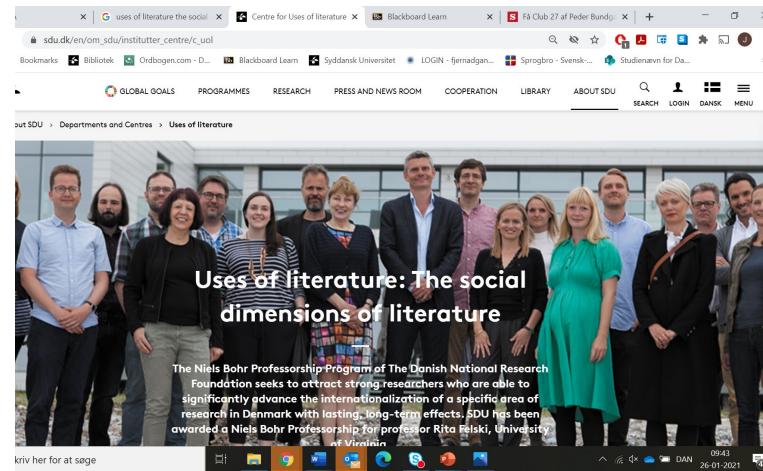 uses of literature the social
Centre for Uses of literature
Blackboard Learn
Få Club 27 af Peder Bundg
sdu.dk/en/om_sdu/institutter_centre/c_uol
Bookmarks Bibliotek Ordbogen.com - D... Blackboard Learn Syddansk Universitet LOGIN - fjernadgan... Sprogbro - Svensk-... Studienævn for Da...
GLOBAL GOALS PROGRAMMES RESEARCH PRESS AND NEWS ROOM COOPERATION LIBRARY ABOUT SDU SEARCH LOGIN DANSK MENU
out SDU > Departments and Centres > Uses of literature
Uses of literature: The social
dimensions of literature
The Niels Bohr Professorship Program of The Danish National Research
Foundation seeks to attract strong researchers who are able to
significantly advance the internationalization of a specific area of
research in Denmark with lasting, long-term effects. SDU has been
awarded a Niels Bohr Professorship for professor Rita Felski, University
of Virginia
kriv her for at søge
DAN
09:43
26-01-2021